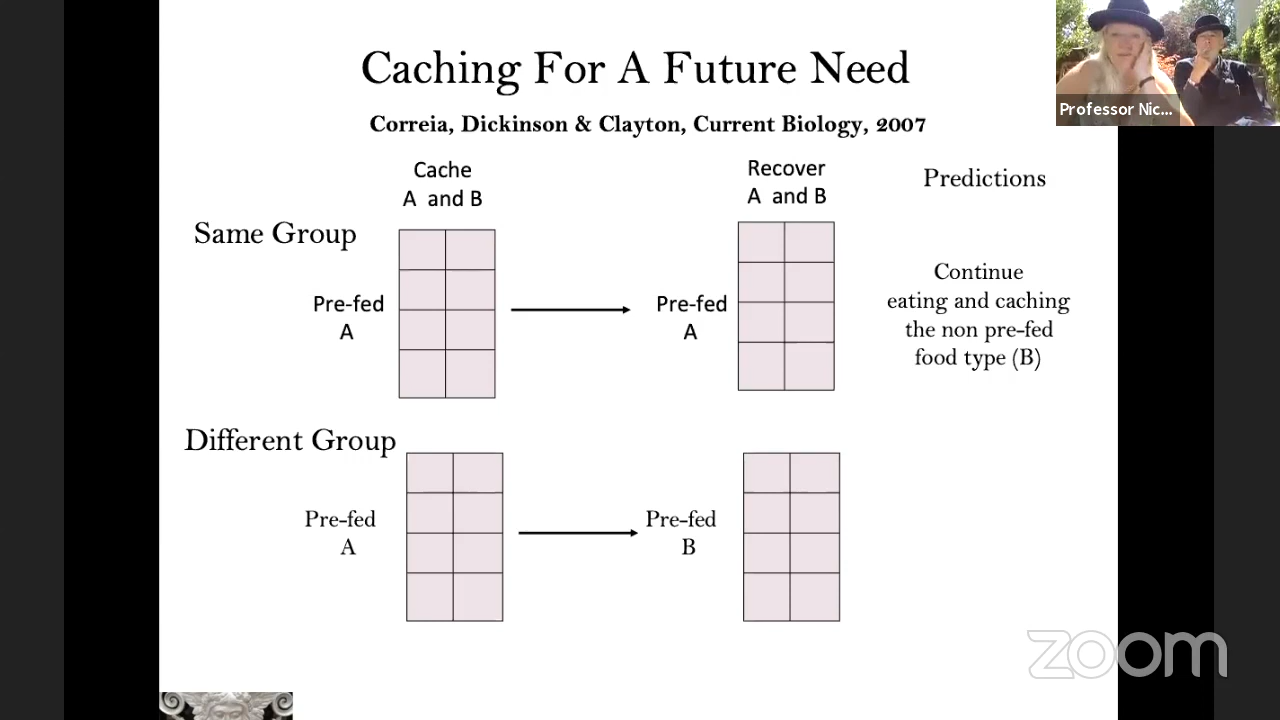 Caching For A Future Need
Correia, Dickinson & Clayton, Current Biology, 2007
Professor Nic...
Cache
A and B
Recover
A and B
Predictions
Same Group
Pre-fed
A
Pre-fed
A
Continue
eating and caching
the non pre-fed
food type (B)
Different Group
Pre-fed
A
Pre-fed
B
zoom